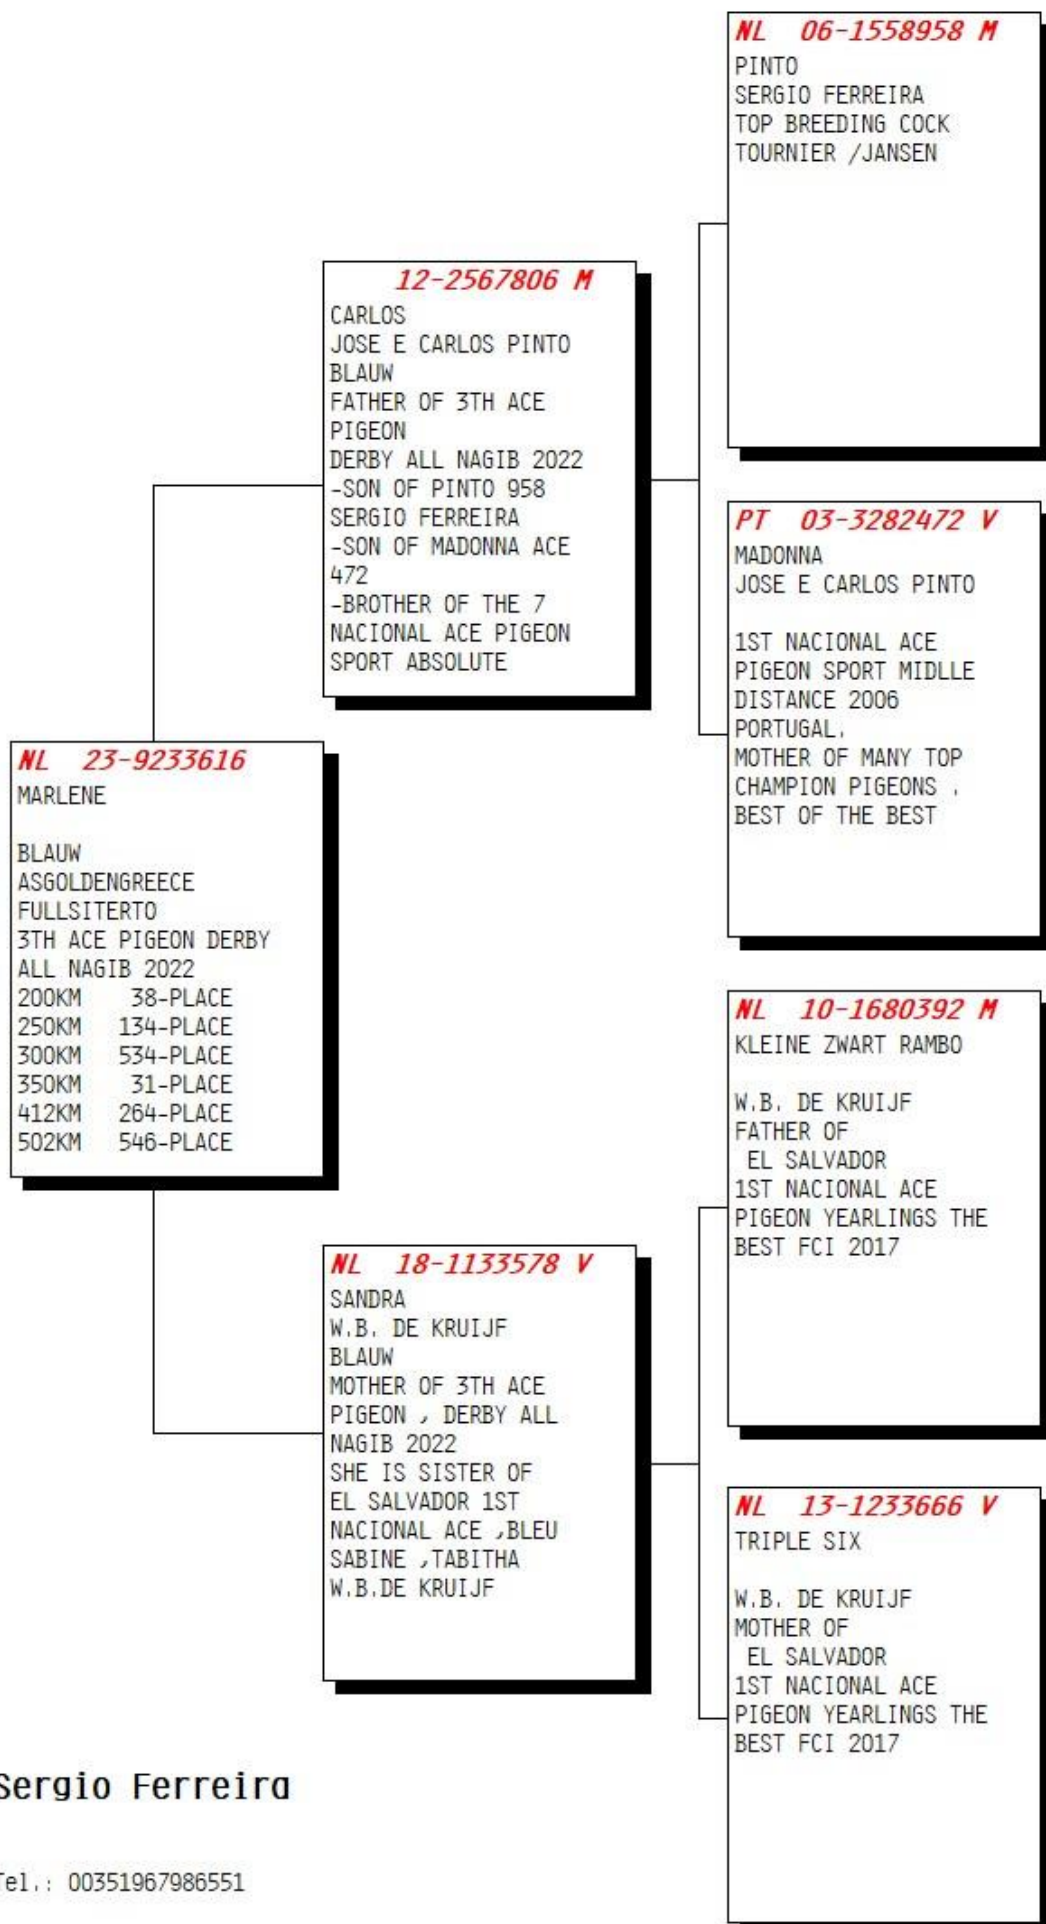 NL 06-1558958 M
PINTO
SERGIO FERREIRA
TOP BREEDING COCK
TOURNIER /JANSEN
12-2567806 M
CARLOS
JOSE E CARLOS PINTO
BLAUW
FATHER OF 3TH ACE
PIGEON
DERBY ALL NAGIB 2022
-SON OF PINTO 958
SERGIO FERREIRA
-SON OF MADONNA ACE
472
-BROTHER OF THE 7
NACIONAL ACE PIGEON
SPORT ABSOLUTE
PT 03-3282472 V
MADONNA
JOSE E CARLOS PINTO
1ST NACIONAL ACE
PIGEON SPORT MIDLLE
DISTANCE 2006
PORTUGAL.
MOTHER OF MANY TOP
CHAMPION PIGEONS .
BEST OF THE BEST
NL 23-9233616
MARLENE
BLAUW
ASGOLDENGREECE
FULLSITERTO
3TH ACE PIGEON DERBY
ALL NAGIB 2022
200KM 38-PLACE
250KM 134-PLACE
300KM 534-PLACE
350KM 31-PLACE
412KM 264-PLACE
502KM 546-PLACE
NL 10-1680392 M
KLEINE ZWART RAMBO
W.B. DE KRUIJF
FATHER OF
EL SALVADOR
1ST NACIONAL ACE
PIGEON YEARLINGS THE
BEST FCI 2017
NL 18-1133578 V
SANDRA
W.B. DE KRUIJF
BLAUW
MOTHER OF 3TH ACE
PIGEON , DERBY ALL
NAGIB 2022
SHE IS SISTER OF
EL SALVADOR 1ST
NACIONAL ACE ,BLEU
SABINE ,TABITHA
W.B.DE KRUIJF
NL 13-1233666 V
TRIPLE SIX
W.B. DE KRUIJF
MOTHER OF
EL SALVADOR
1ST NACIONAL ACE
PIGEON YEARLINGS THE
BEST FCI 2017
Sergio Ferreira
Tel.: 00351967986551